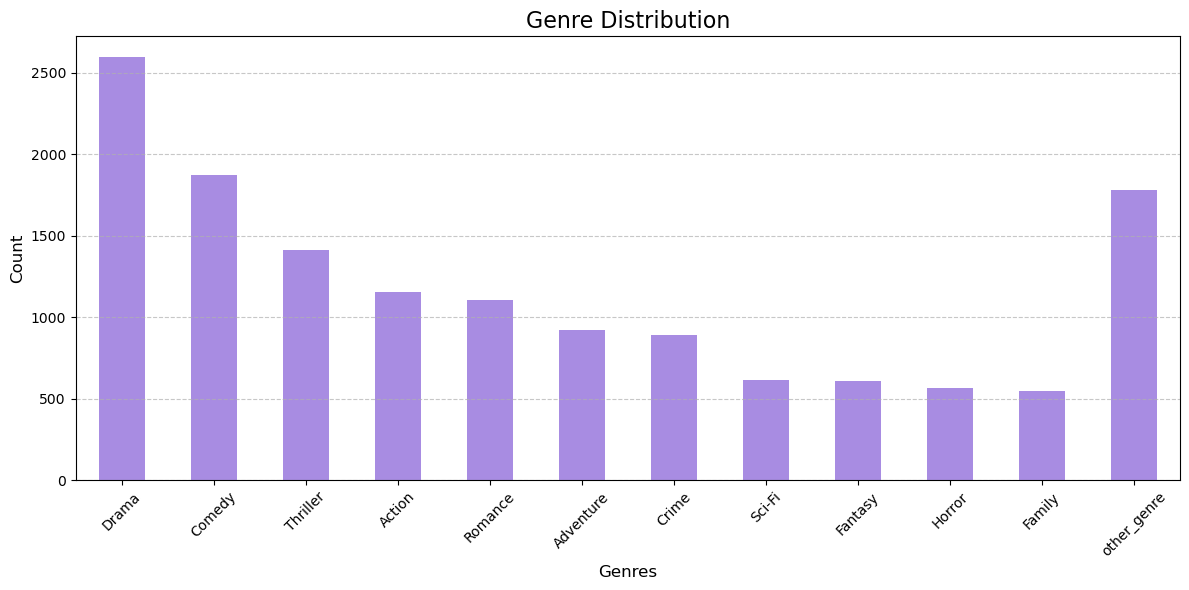 Genre Distribution
2500
2000
1500
1000
500
0
Count
Drama
Comedy
Thriller
Action
Romance
Adventure
Crime
Sci-Fi
Fantasy
Horror
Family
other_genre
Genres